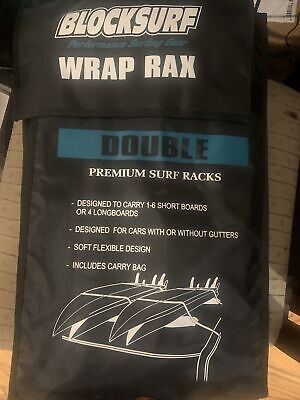 BLOCKSURF
Performance Surfing Gear
WRAP RAX
DOUBLE
PREMIUM SURF RACKS
- DESIGNED TO CARRY 1-6 SHORT BOARDS
OR 4 LONGBOARDS
- DESIGNED FOR CARS WITH OR WITHOUT GUTTERS
- SOFT FLEXIBLE DESIGN
- INCLUDES CARRY BAG